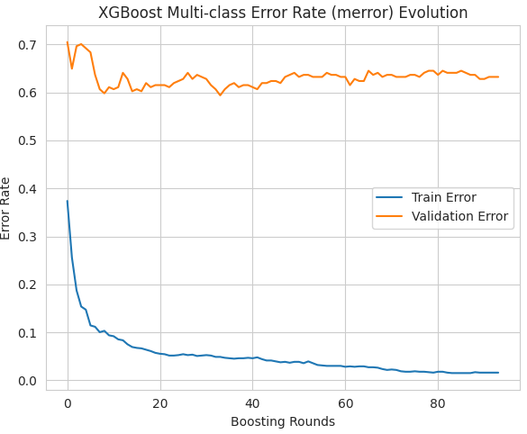 XGBoost Multi-class Error Rate (merror) Evolution
0.7
0.6
0.5
0.4
0.3
0.2
0.1
0.0
Error Rate
Train Error
Validation Error
0 20 40 60 80
Boosting Rounds